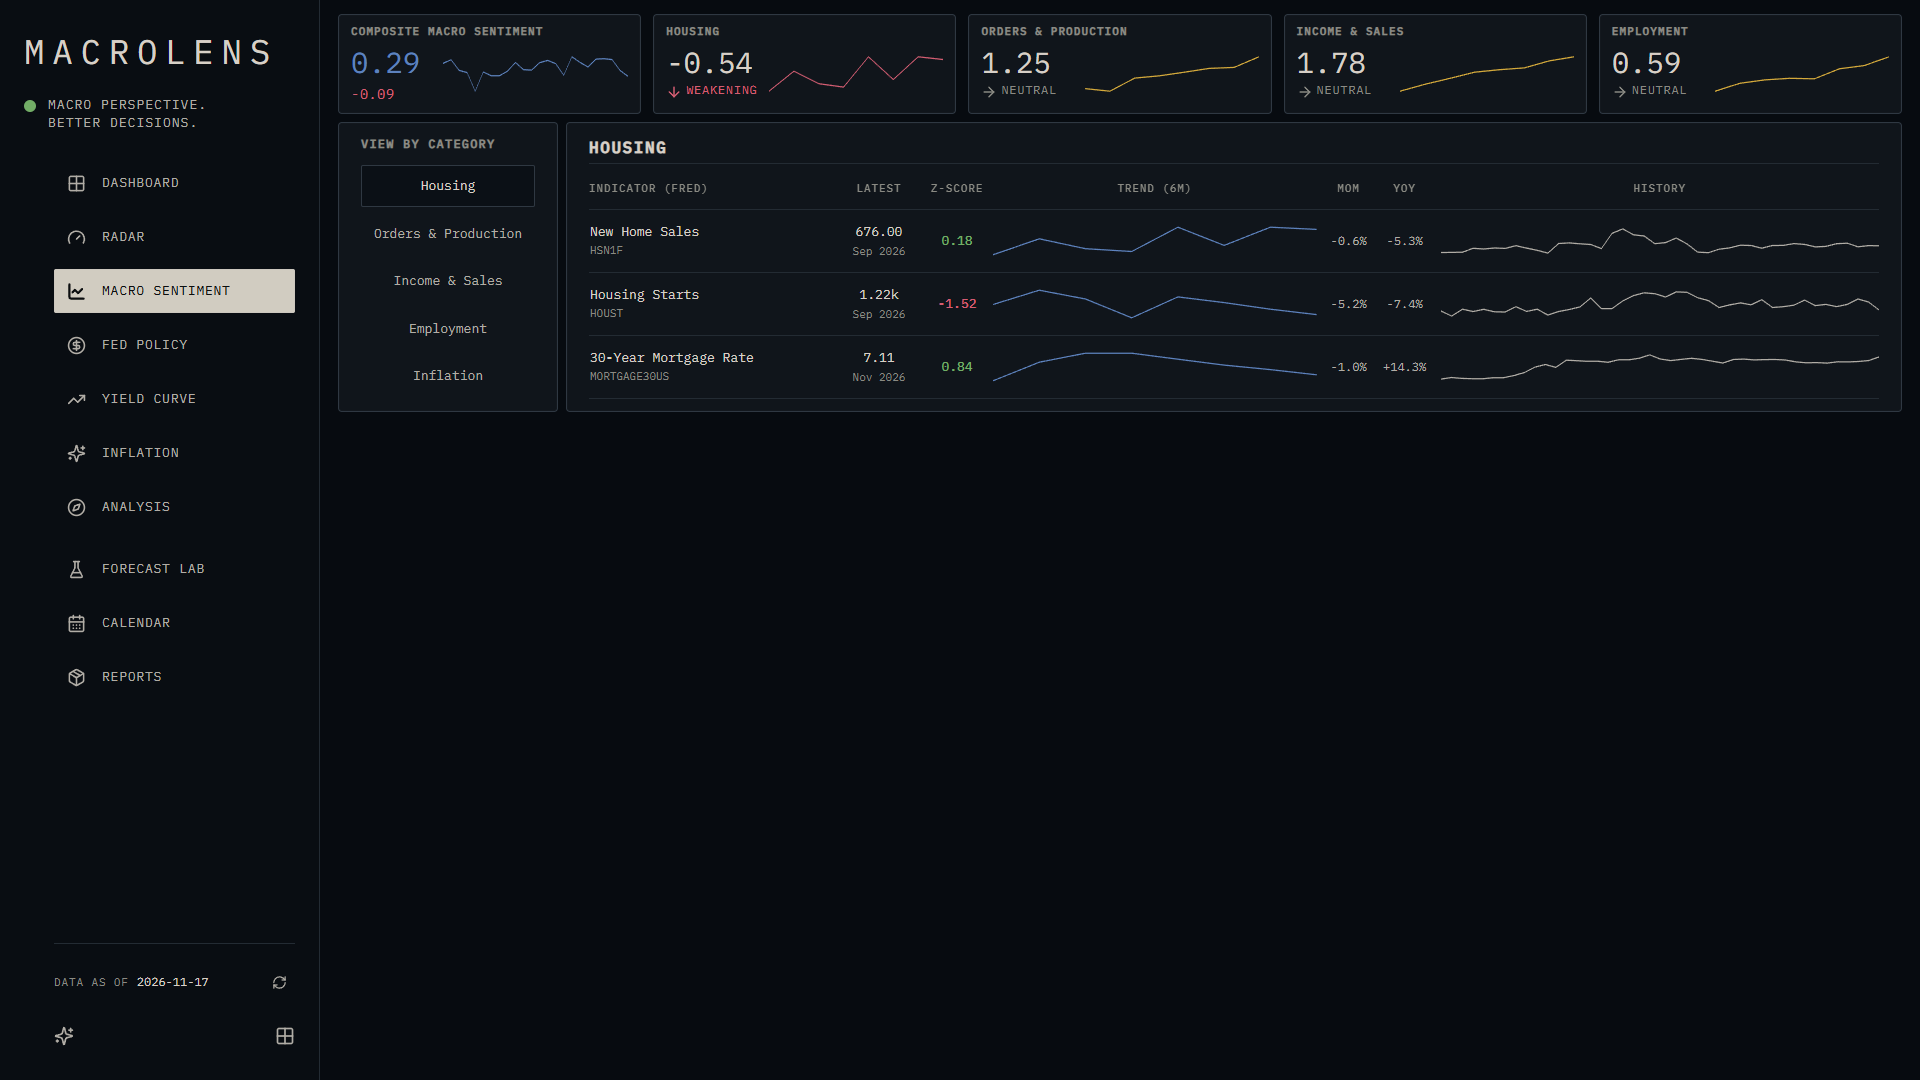 MACROLENS
MACRO PERSPECTIVE.
BETTER DECISIONS.
DASHBOARD
RADAR
MACRO SENTIMENT
FED POLICY
YIELD CURVE
INFLATION
ANALYSIS
FORECAST LAB
CALENDAR
REPORTS
DATA AS OF 2026-11-17
COMPOSITE MACRO SENTIMENT
0.29
-0.09
HOUSING
-0.54
WEAKENING
ORDERS & PRODUCTION
1.25
NEUTRAL
INCOME & SALES
1.78
NEUTRAL
EMPLOYMENT
0.59
NEUTRAL
VIEW BY CATEGORY
Housing
Orders & Production
Income & Sales
Employment
Inflation
HOUSING
INDICATOR (FRED) LATEST Z-SCORE TREND (6M) MOM YOY HISTORY
New Home Sales 676.00 0.18 -0.6% -5.3%
HSN1F Sep 2026
Housing Starts 1.22k -1.52 -5.2% -7.4%
HOUST Sep 2026
30-Year Mortgage Rate 7.11 0.84 -1.0% +14.3%
MORTGAGE30US Nov 2026